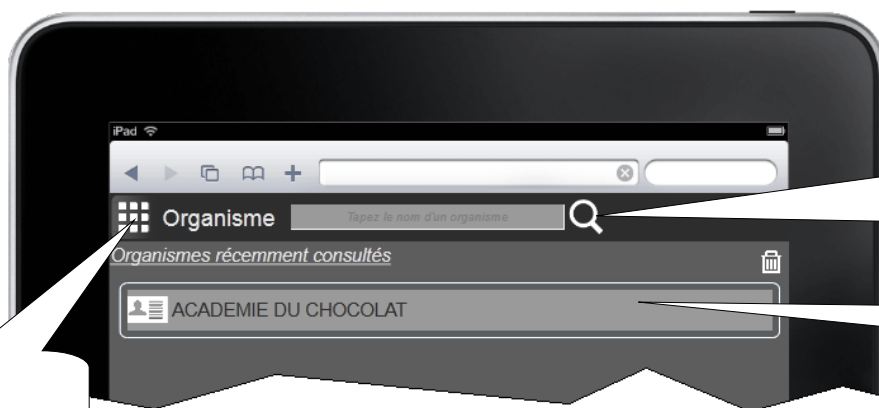 iPad
Organisme Tapez le nom d'un organisme
Organismes récemment consultés
ACADEMIE DU CHOCOLAT